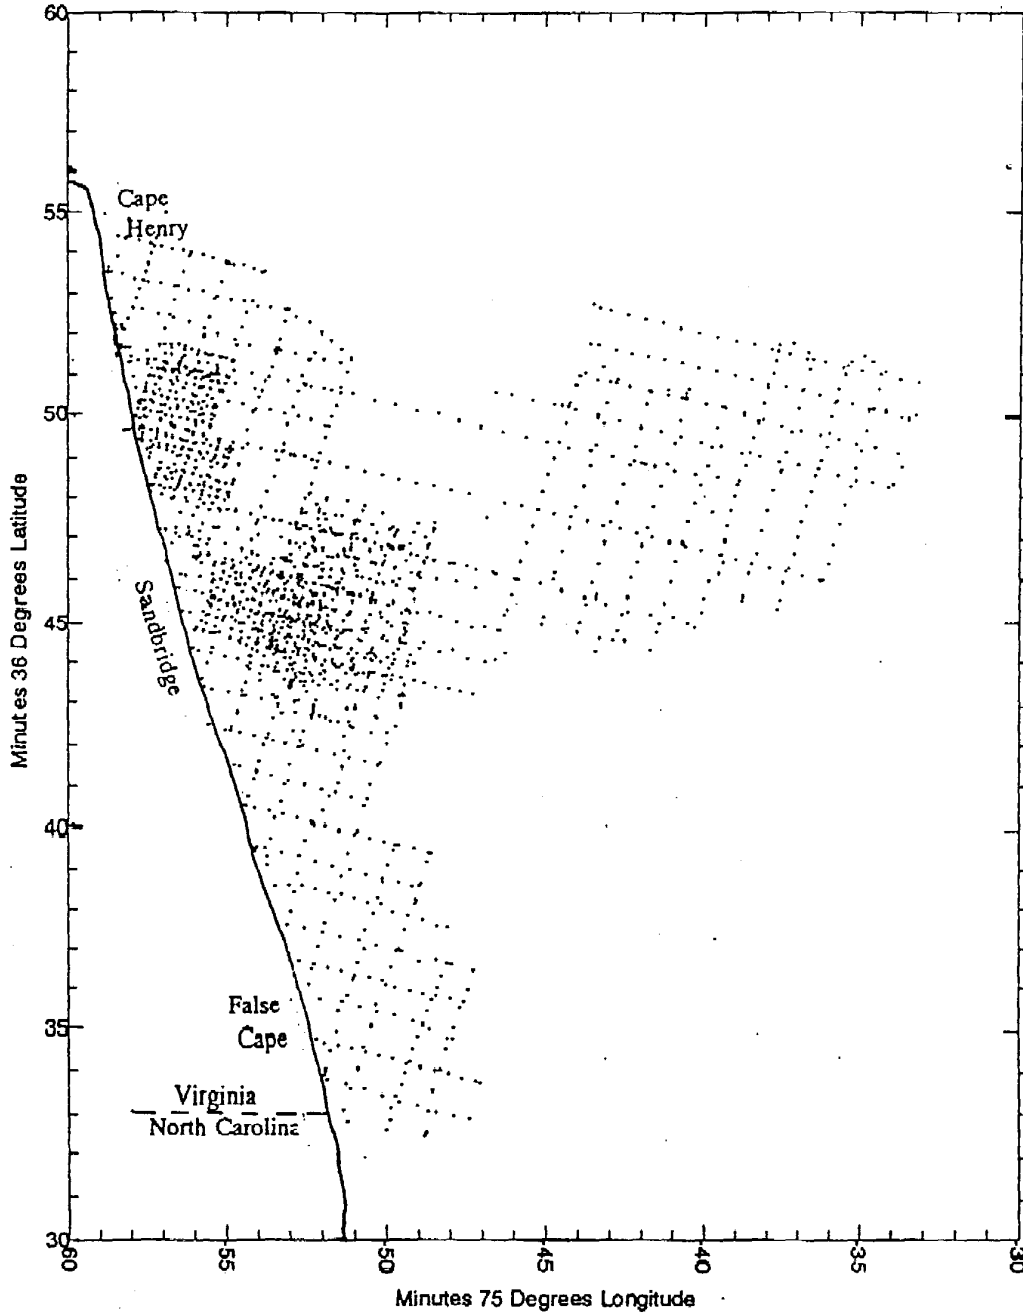 60
55
50
45
40
35
30
Minutes 36 Degrees Latitude
Cape
Henry
Sandbridge
False
Cape
Virginia
North Carolina
60
55
50
45
40
35
30
Minutes 75 Degrees Longitude